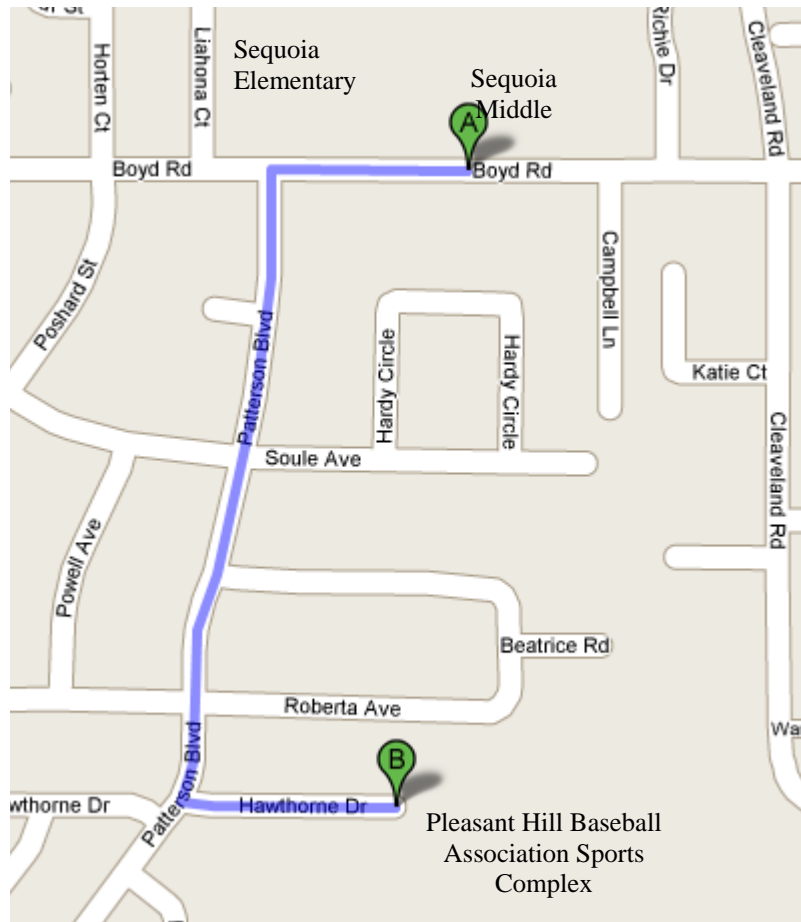 Horten Ct
Liahona Ct
Sequoia
Elementary
Sequoia
Middle
A
Richie Dr
Cleaveland Rd
Boyd Rd
Boyd Rd
Poshard St
Campbell Ln
Patterson Blvd
Hardy Circle
Hardy Circle
Katie Ct
Soule Ave
Cleaveland Rd
Powell Ave
Beatrice Rd
Roberta Ave
Patterson Blvd
B
wthorne Dr
Hawthorne Dr
Pleasant Hill Baseball
Association Sports
Complex